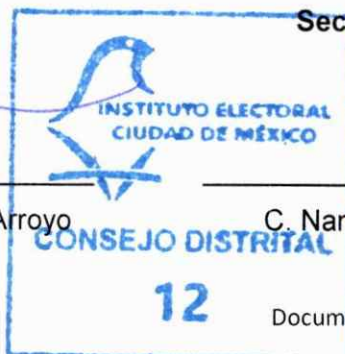 Sec
INSTITUTO ELECTORAL
CIUDAD DE MÉXICO
Arroyo
C. Nar
CONSEJO DISTRITAL
12
Docum